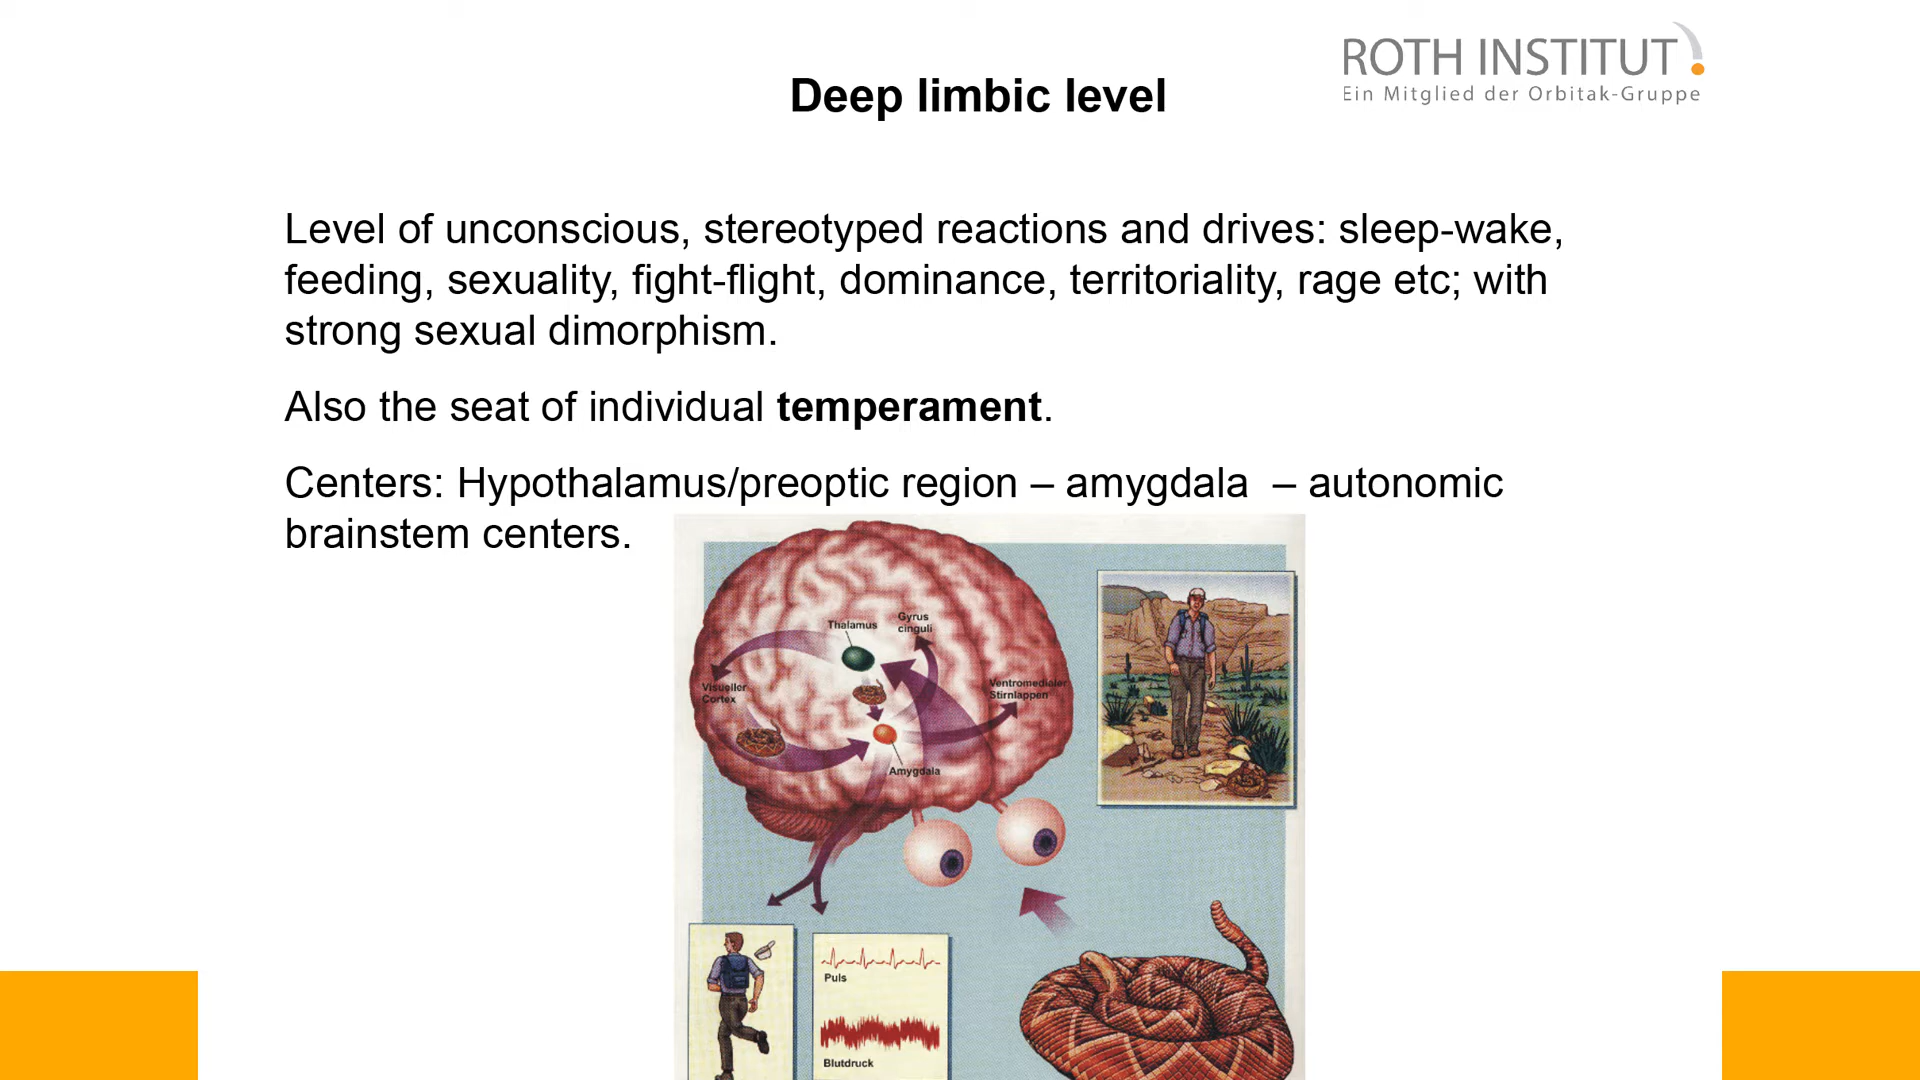 ROTH INSTITUT
Ein Mitglied der Orbitak-Gruppe
Deep limbic level
Level of unconscious, stereotyped reactions and drives: sleep-wake,
feeding, sexuality, fight-flight, dominance, territoriality, rage etc; with
strong sexual dimorphism.
Also the seat of individual temperament.
Centers: Hypothalamus/preoptic region – amygdala – autonomic
brainstem centers.
Thalamus
Gyrus
cinguli
Visueller
Cortex
Ventromedialer
Stirnlappen
Amygdala
Puls
Blutdruck